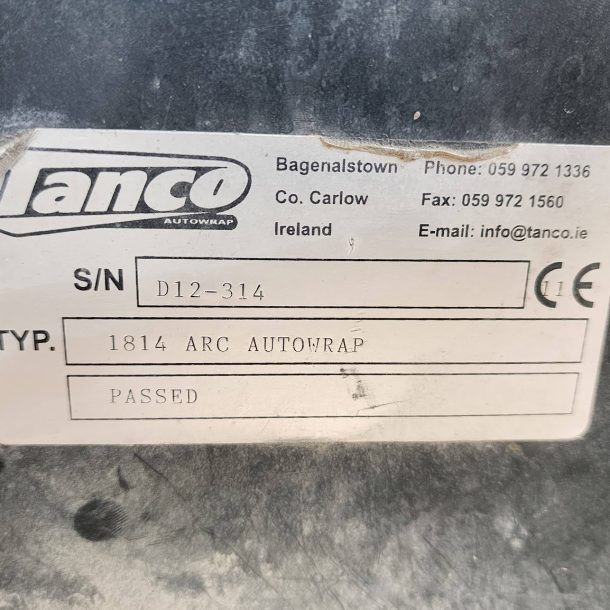 Tanco
AUTOWRAP
Bagenalstown Phone: 059 972 1336
Co. Carlow Fax: 059 972 1560
Ireland E-mail: info@tanco.ie
S/N D12-314 CE 11
TYP. 1814 ARC AUTOWRAP
PASSED